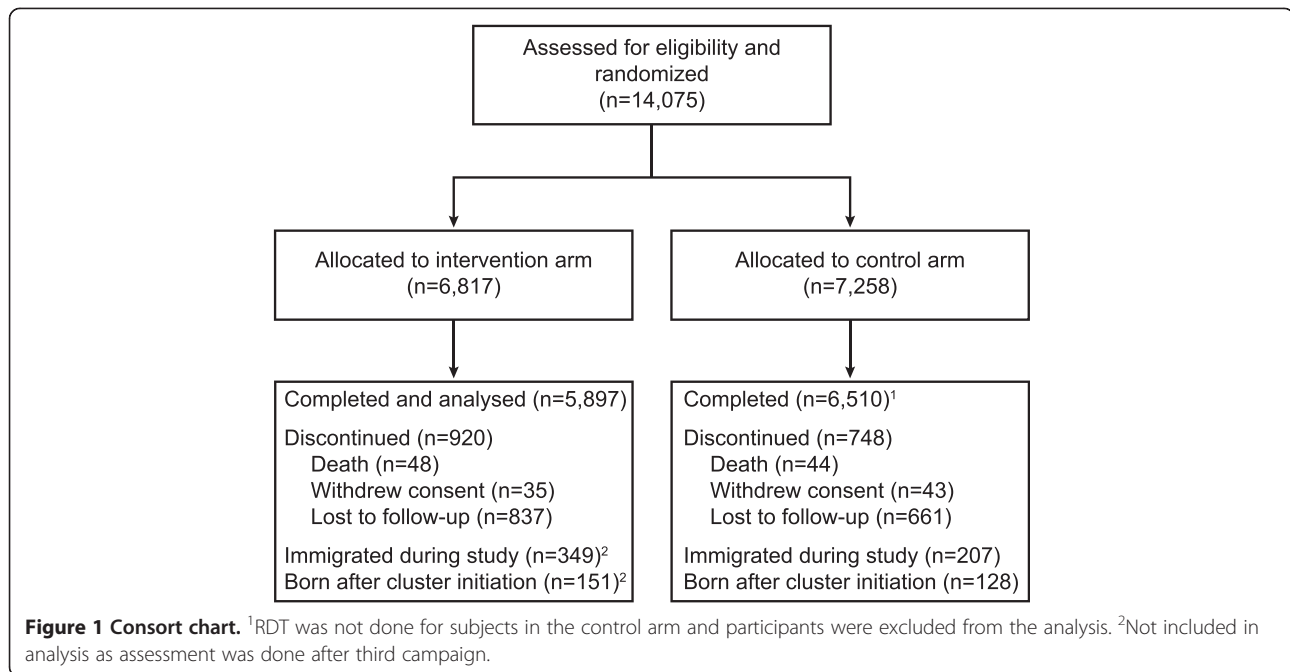 Assessed for eligibility and
randomized
(n=14,075)
Allocated to intervention arm
(n=6,817)
Allocated to control arm
(n=7,258)
Completed and analysed (n=5,897)
Discontinued (n=920)
Death (n=48)
Withdrew consent (n=35)
Lost to follow-up (n=837)
Immigrated during study (n=349)²
Born after cluster initiation (n=151)²
Completed (n=6,510)¹
Discontinued (n=748)
Death (n=44)
Withdrew consent (n=43)
Lost to follow-up (n=661)
Immigrated during study (n=207)
Born after cluster initiation (n=128)
Figure 1 Consort chart. ¹RDT was not done for subjects in the control arm and participants were excluded from the analysis. ²Not included in
analysis as assessment was done after third campaign.